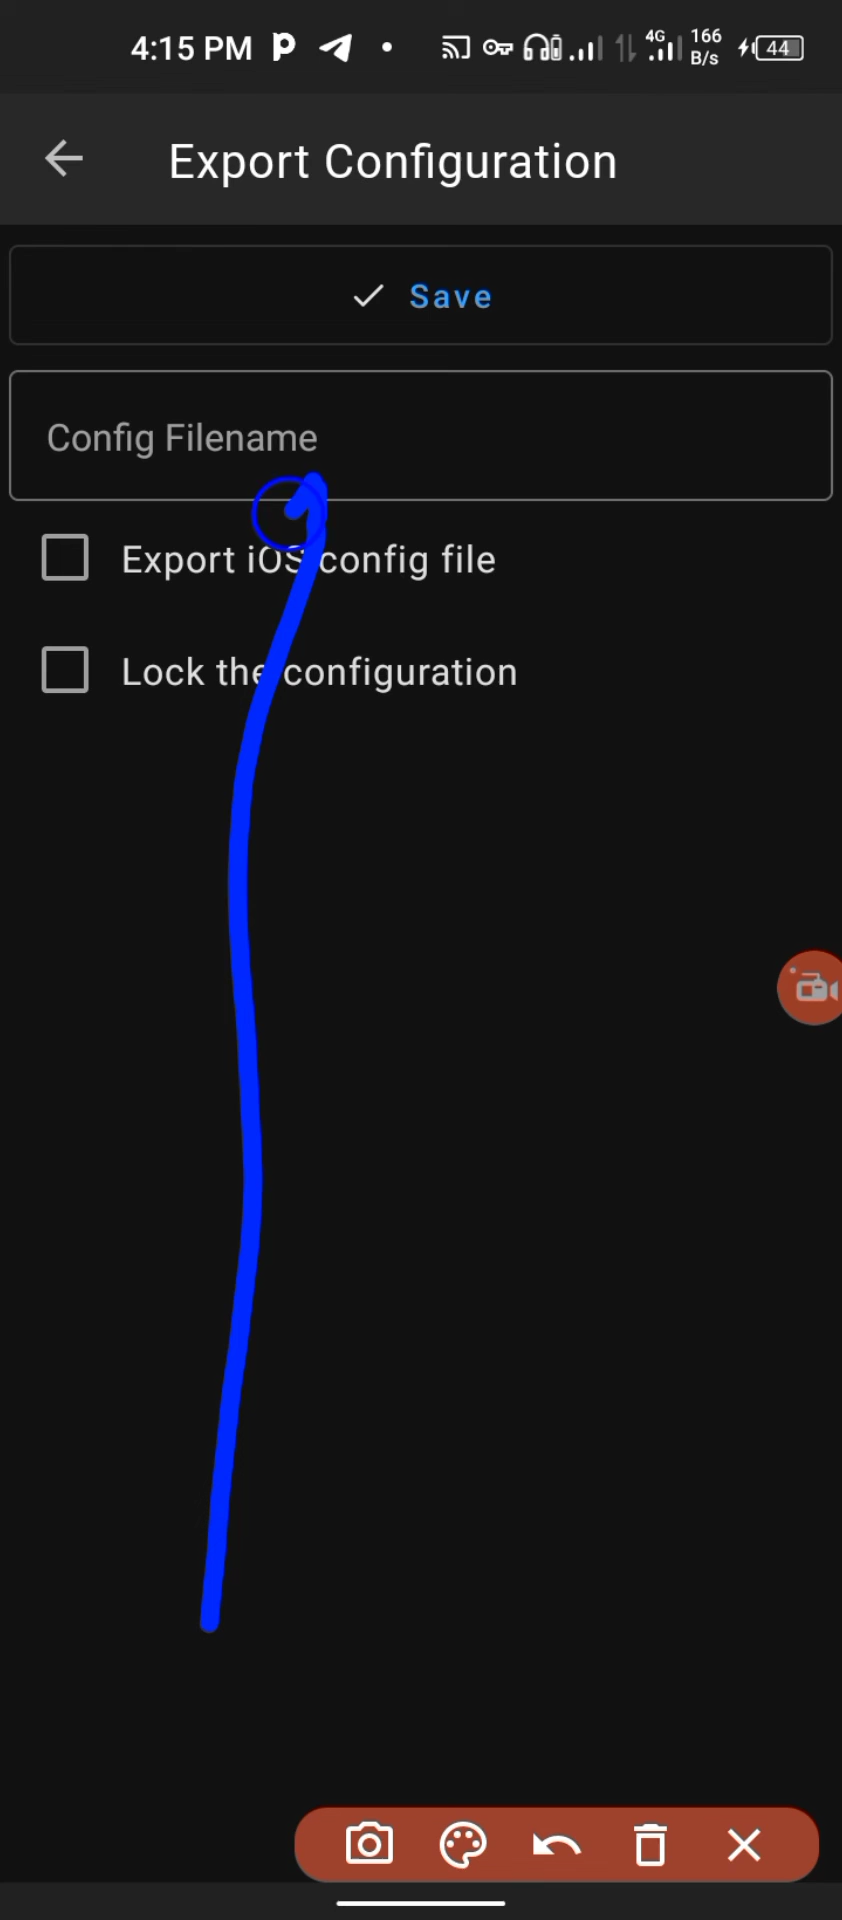 4:15 PM
4G 166 B/s 44
Export Configuration
Save
Config Filename
Export iOS config file
Lock the configuration